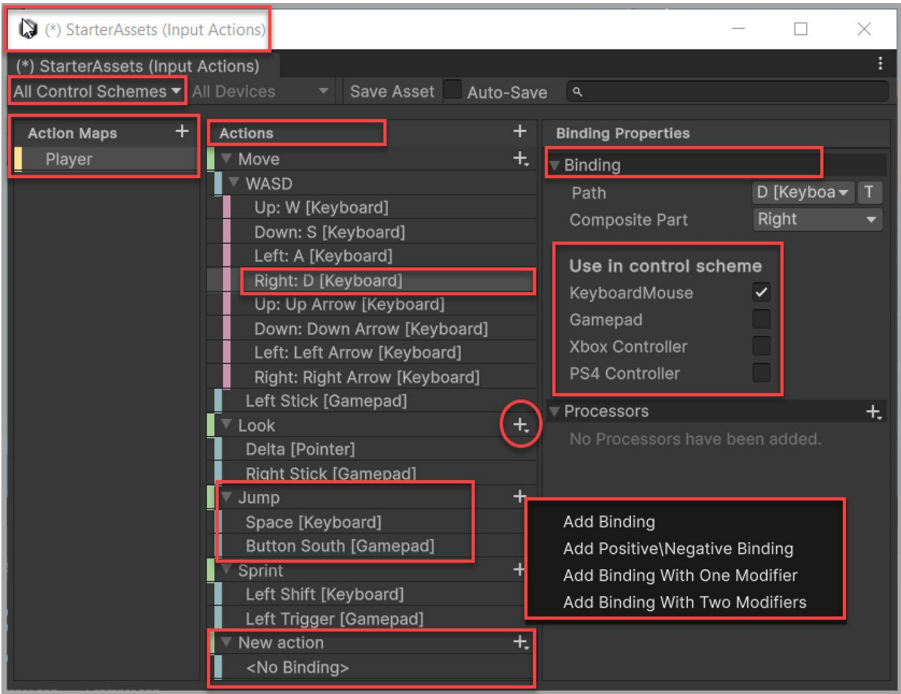 (*) StarterAssets (Input Actions)
(*) StarterAssets (Input Actions)
All Control Schemes All Devices Save Asset Auto-Save
Action Maps +
Player
Actions +
Move +
WASD
Up: W [Keyboard]
Down: S [Keyboard]
Left: A [Keyboard]
Right: D [Keyboard]
Up: Up Arrow [Keyboard]
Down: Down Arrow [Keyboard]
Left: Left Arrow [Keyboard]
Right: Right Arrow [Keyboard]
Left Stick [Gamepad]
Look +
Delta [Pointer]
Right Stick [Gamepad]
Jump +
Space [Keyboard]
Button South [Gamepad]
Sprint +
Left Shift [Keyboard]
Left Trigger [Gamepad]
New action +
<No Binding>
Binding Properties
Binding
Path D [Keyboa T
Composite Part Right
Use in control scheme
KeyboardMouse
Gamepad
Xbox Controller
PS4 Controller
Processors +
No Processors have been added.
Add Binding
Add Positive\Negative Binding
Add Binding With One Modifier
Add Binding With Two Modifiers